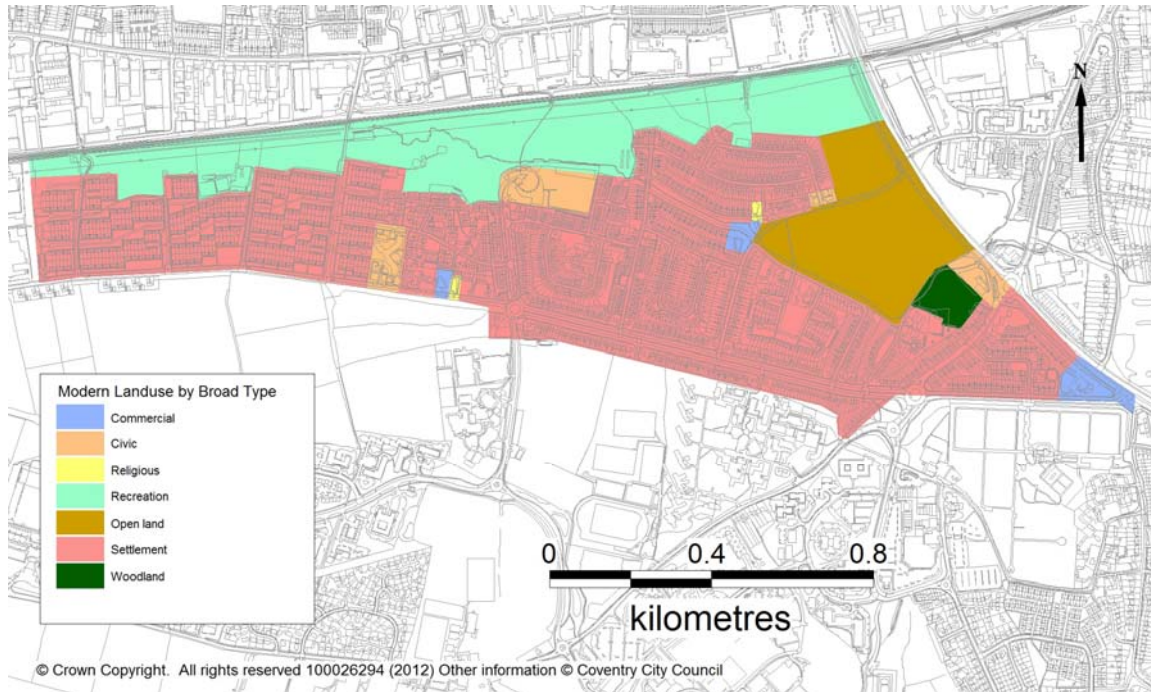 N
Modern Landuse by Broad Type
Commercial
Civic
Religious
Recreation
Open land
Settlement
Woodland
0 0.4 0.8
kilometres
© Crown Copyright. All rights reserved 100026294 (2012) Other information © Coventry City Council